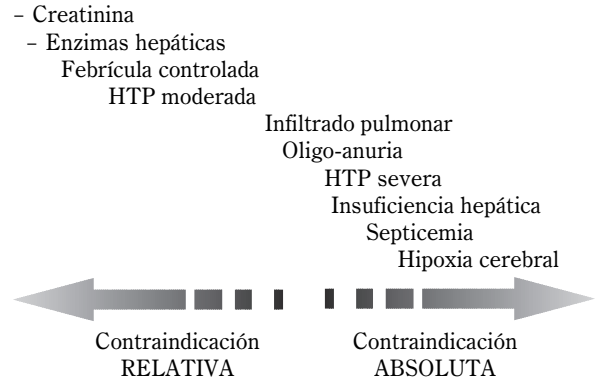 – Creatinina
– Enzimas hepáticas
Febrícula controlada
HTP moderada
Infiltrado pulmonar
Oligo-anuria
HTP severa
Insuficiencia hepática
Septicemia
Hipoxia cerebral
Contraindicación
RELATIVA
Contraindicación
ABSOLUTA